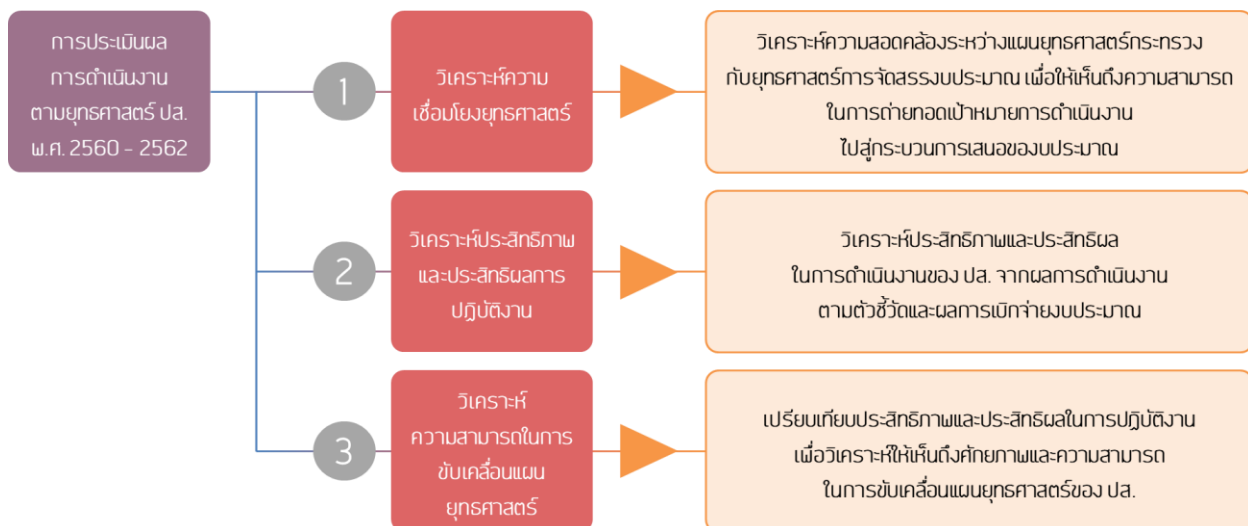 การประเมินผล
การดำเนินงาน
ตามยุทธศาสตร์ ปส.
พ.ศ. 2560 - 2562
1
วิเคราะห์ความ
เชื่อมโยงยุทธศาสตร์
วิเคราะห์ความสอดคล้องระหว่างแผนยุทธศาสตร์กระทรวง
กับยุทธศาสตร์การจัดสรรงบประมาณ เพื่อให้เห็นถึงความสามารถ
ในการถ่ายทอดเป้าหมายการดำเนินงาน
ไปสู่กระบวนการเสนอของบประมาณ
2
วิเคราะห์ประสิทธิภาพ
และประสิทธิผลการ
ปฏิบัติงาน
วิเคราะห์ประสิทธิภาพและประสิทธิผล
ในการดำเนินงานของ ปส. จากผลการดำเนินงาน
ตามตัวชี้วัดและผลการเบิกจ่ายงบประมาณ
3
วิเคราะห์
ความสามารถในการ
ขับเคลื่อนแผน
ยุทธศาสตร์
เปรียบเทียบประสิทธิภาพและประสิทธิผลในการปฏิบัติงาน
เพื่อวิเคราะห์ให้เห็นถึงศักยภาพและความสามารถ
ในการขับเคลื่อนแผนยุทธศาสตร์ของ ปส.